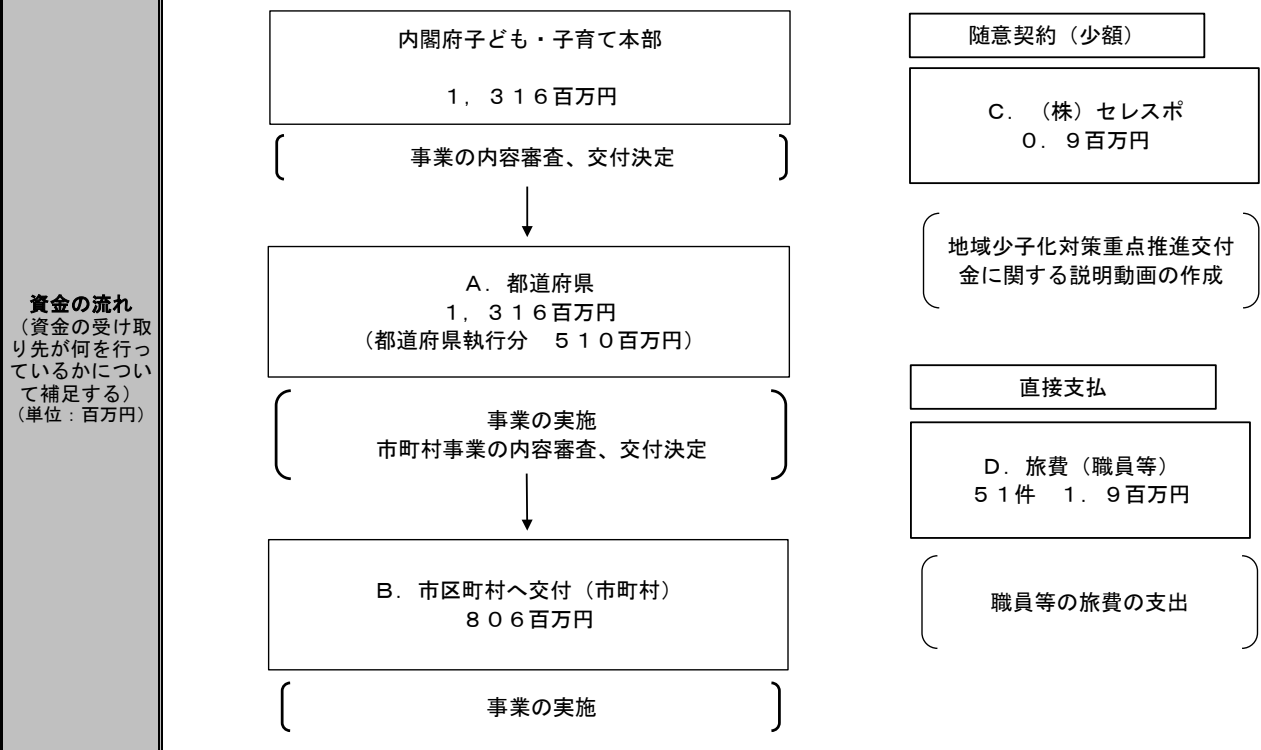 資金の流れ
（資金の受け取
り先が何を行っ
ているかについ
て補足する）
（単位：百万円）
内閣府子ども・子育て本部
１，３１６百万円
事業の内容審査、交付決定
Ａ．都道府県
１，３１６百万円
（都道府県執行分　５１０百万円）
事業の実施
市町村事業の内容審査、交付決定
Ｂ．市区町村へ交付（市町村）
８０６百万円
事業の実施
随意契約（少額）
Ｃ．（株）セレスポ
０．９百万円
地域少子化対策重点推進交付
金に関する説明動画の作成
直接支払
Ｄ．旅費（職員等）
５１件　１．９百万円
職員等の旅費の支出